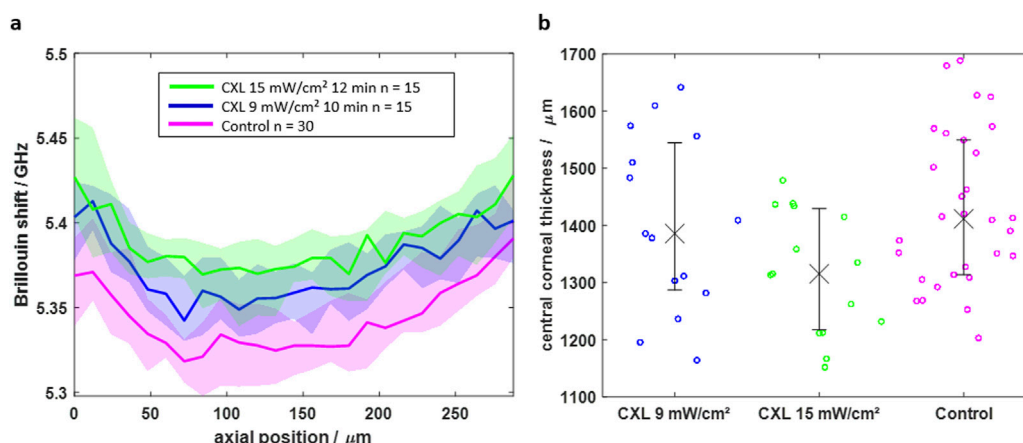 a
5.5
5.45
5.4
5.35
5.3
Brillouin shift / GHz
CXL 15 mW/cm² 12 min n = 15
CXL 9 mW/cm² 10 min n = 15
Control n = 30
0
50
100
150
200
250
axial position / μm
b
1700
1600
1500
1400
1300
1200
1100
central corneal thickness / μm
CXL 9 mW/cm²
CXL 15 mW/cm²
Control